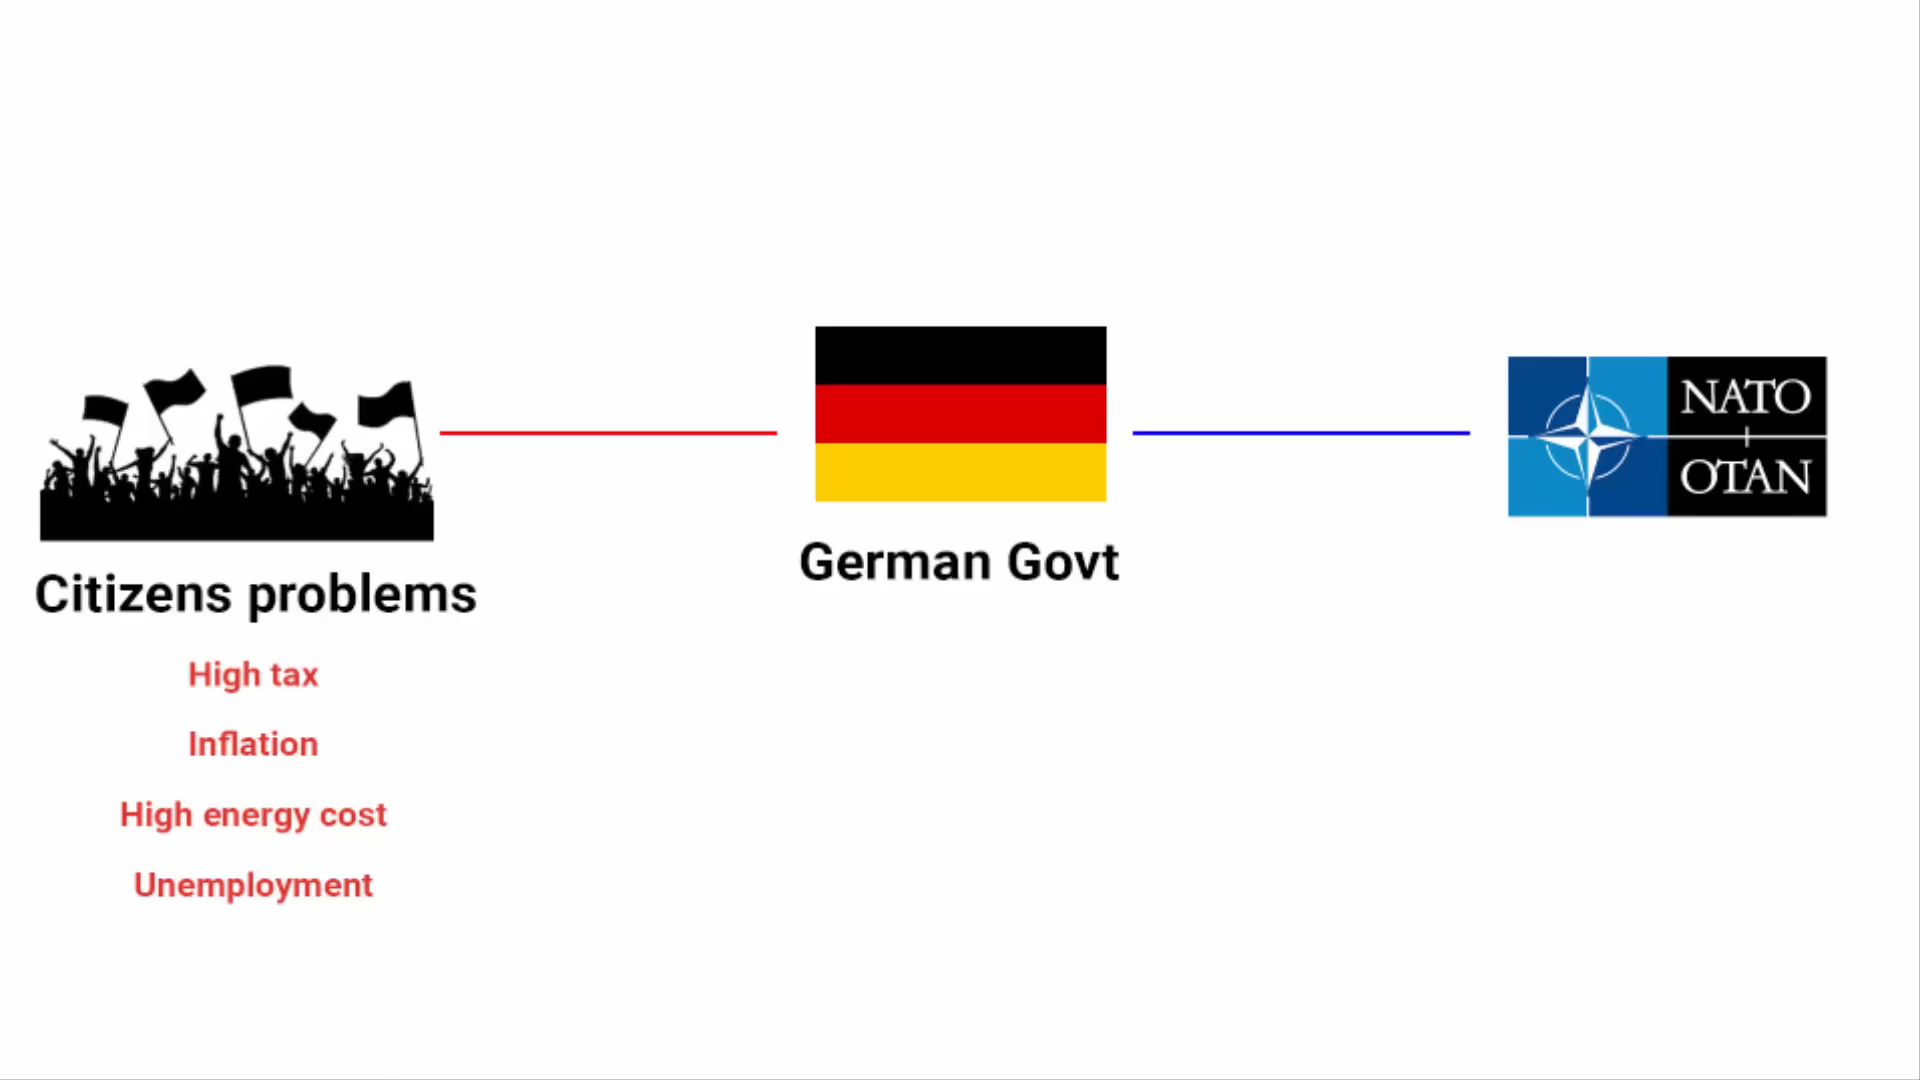 NATO
OTAN
German Govt
Citizens problems
High tax
Inflation
High energy cost
Unemployment